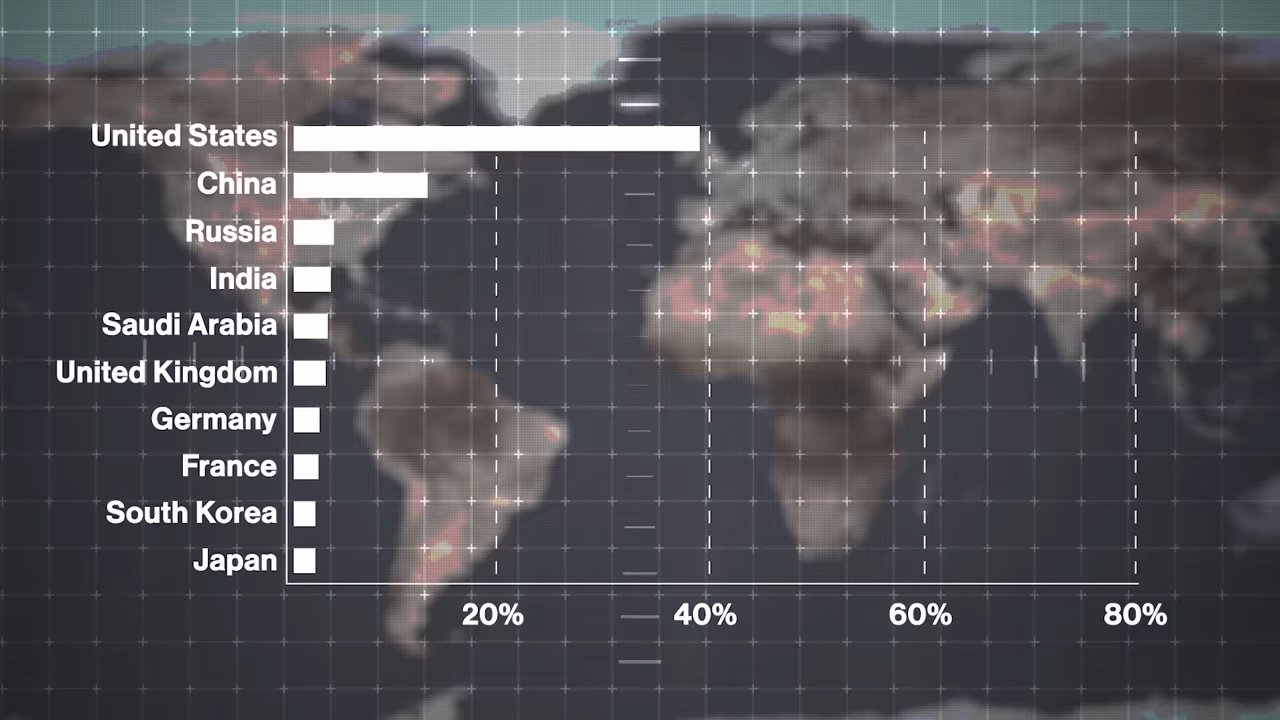 United States
China
Russia
India
Saudi Arabia
United Kingdom
Germany
France
South Korea
Japan
20% 40% 60% 80%